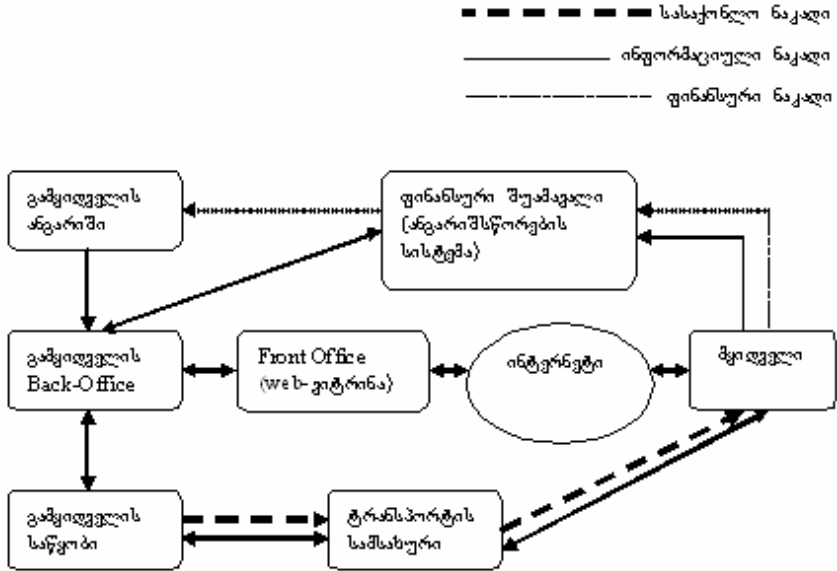 სასაქონლო ნაკადი
ინფორმაციული ნაკადი
ფინანსური ნაკადი
გამყიდველის
ანგარიში
ფინანსური შუამავალი
(ანგარიშსწორების
სისტემა)
გამყიდველის
Back-Office
Front Office
(web-ვიტრინა)
ინტერნეტი
მყიდველი
გამყიდველის
საწყობი
ტრანსპორტის
სამსახური